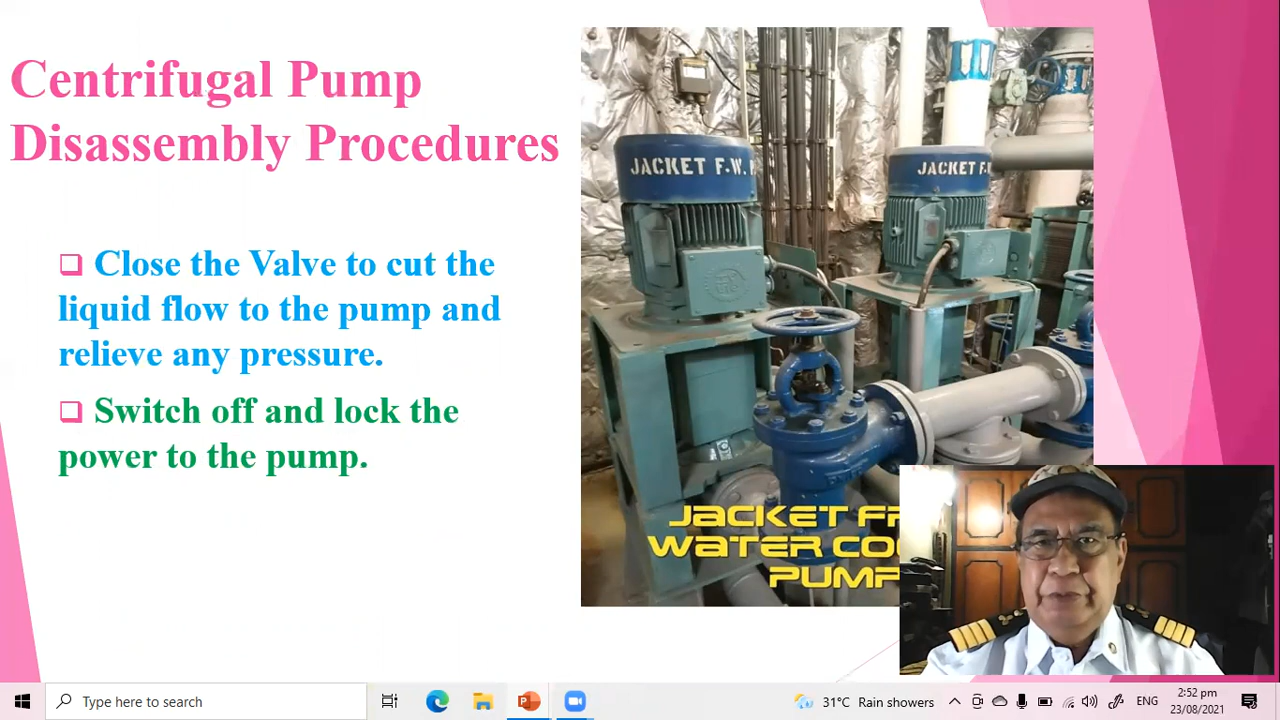 Centrifugal Pump
Disassembly Procedures
Close the Valve to cut the
liquid flow to the pump and
relieve any pressure.
Switch off and lock the
power to the pump.
JACKET F.W. P
JACKET F.W
JACKET FR
WATER COO
PUMP
Type here to search
31°C Rain showers
ENG
2:52 pm
23/08/2021